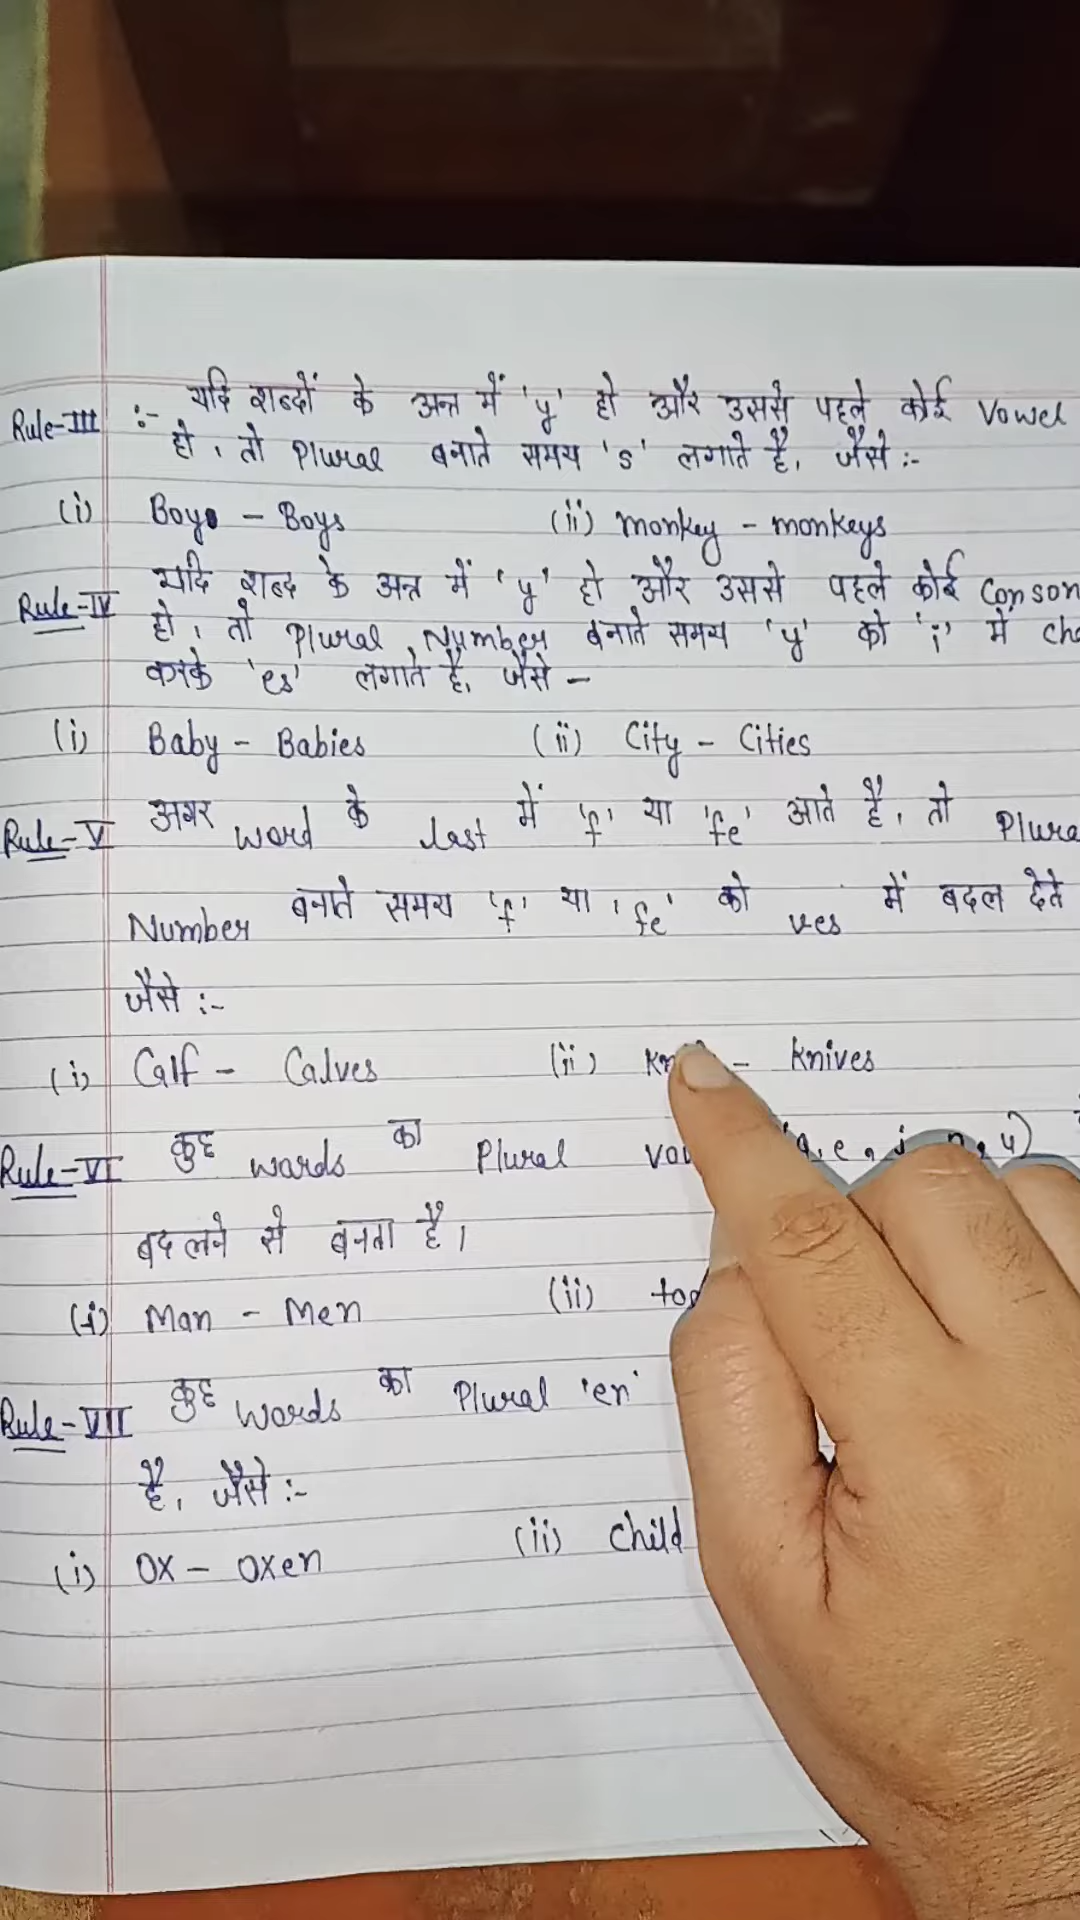 Rule-III :- यदि शब्दों के अन्त में 'y' हो और उससे पहले कोई Vowel
हो, तो Plural बनाते समय 's' लगाते है, जैसे :-
(i) Boy - Boys (ii) monkey - monkeys
Rule-IV यदि शब्द के अन्त में 'y' हो और उससे पहले कोई Conson
हो, तो Plural Number बनाते समय 'y' को 'i' में cha
करके 'es' लगाते है, जैसे -
(i) Baby - Babies (ii) City - Cities
Rule-V अगर word के last में 'f' या 'fe' आते है, तो Plura
Number बनाते समय 'f' या 'fe' को ves में बदल देते
जैसे :-
(i) Calf - Calves (ii) - Knives
Rule-VI कुछ words का Plural (a, e, i, o, u)
बदलने से बनता है।
(i) Man - Men (ii)
Rule-VII कुछ words का Plural 'en'
है, जैसे :-
(i) Ox - Oxen (ii) Child